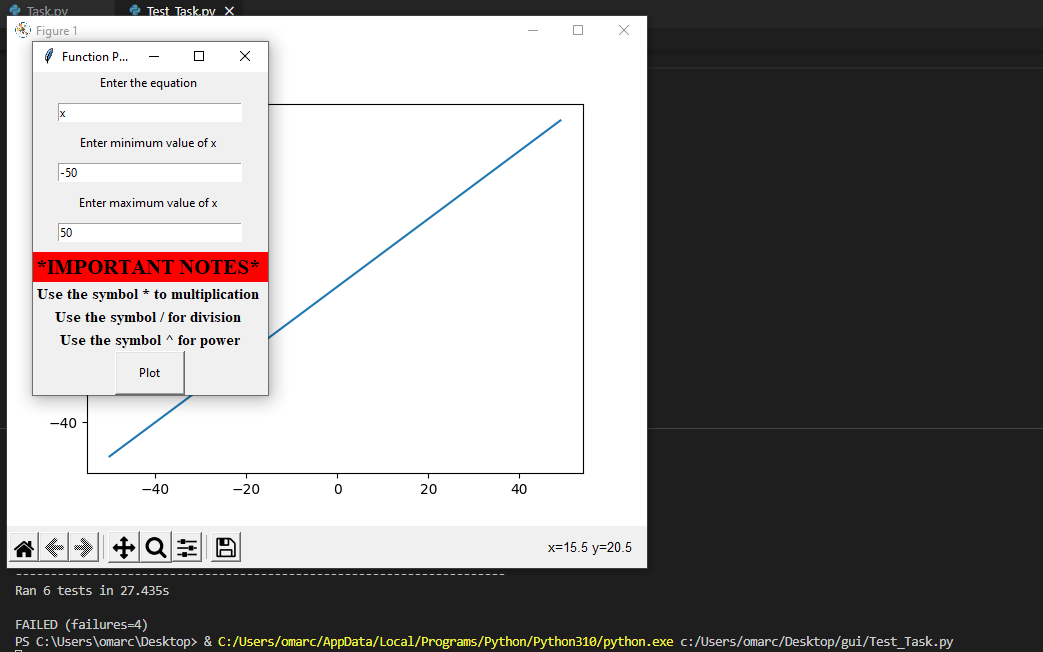 Task.py
Test_Task.py
Figure 1
Function P...
Enter the equation
x
Enter minimum value of x
-50
Enter maximum value of x
50
*IMPORTANT NOTES*
Use the symbol * to multiplication
Use the symbol / for division
Use the symbol ^ for power
Plot
−40
−40 −20 0 20 40
x=15.5 y=20.5
----------------------------------------------------------------------
Ran 6 tests in 27.435s
FAILED (failures=4)
PS C:\Users\omarc\Desktop> & C:/Users/omarc/AppData/Local/Programs/Python/Python310/python.exe c:/Users/omarc/Desktop/gui/Test_Task.py